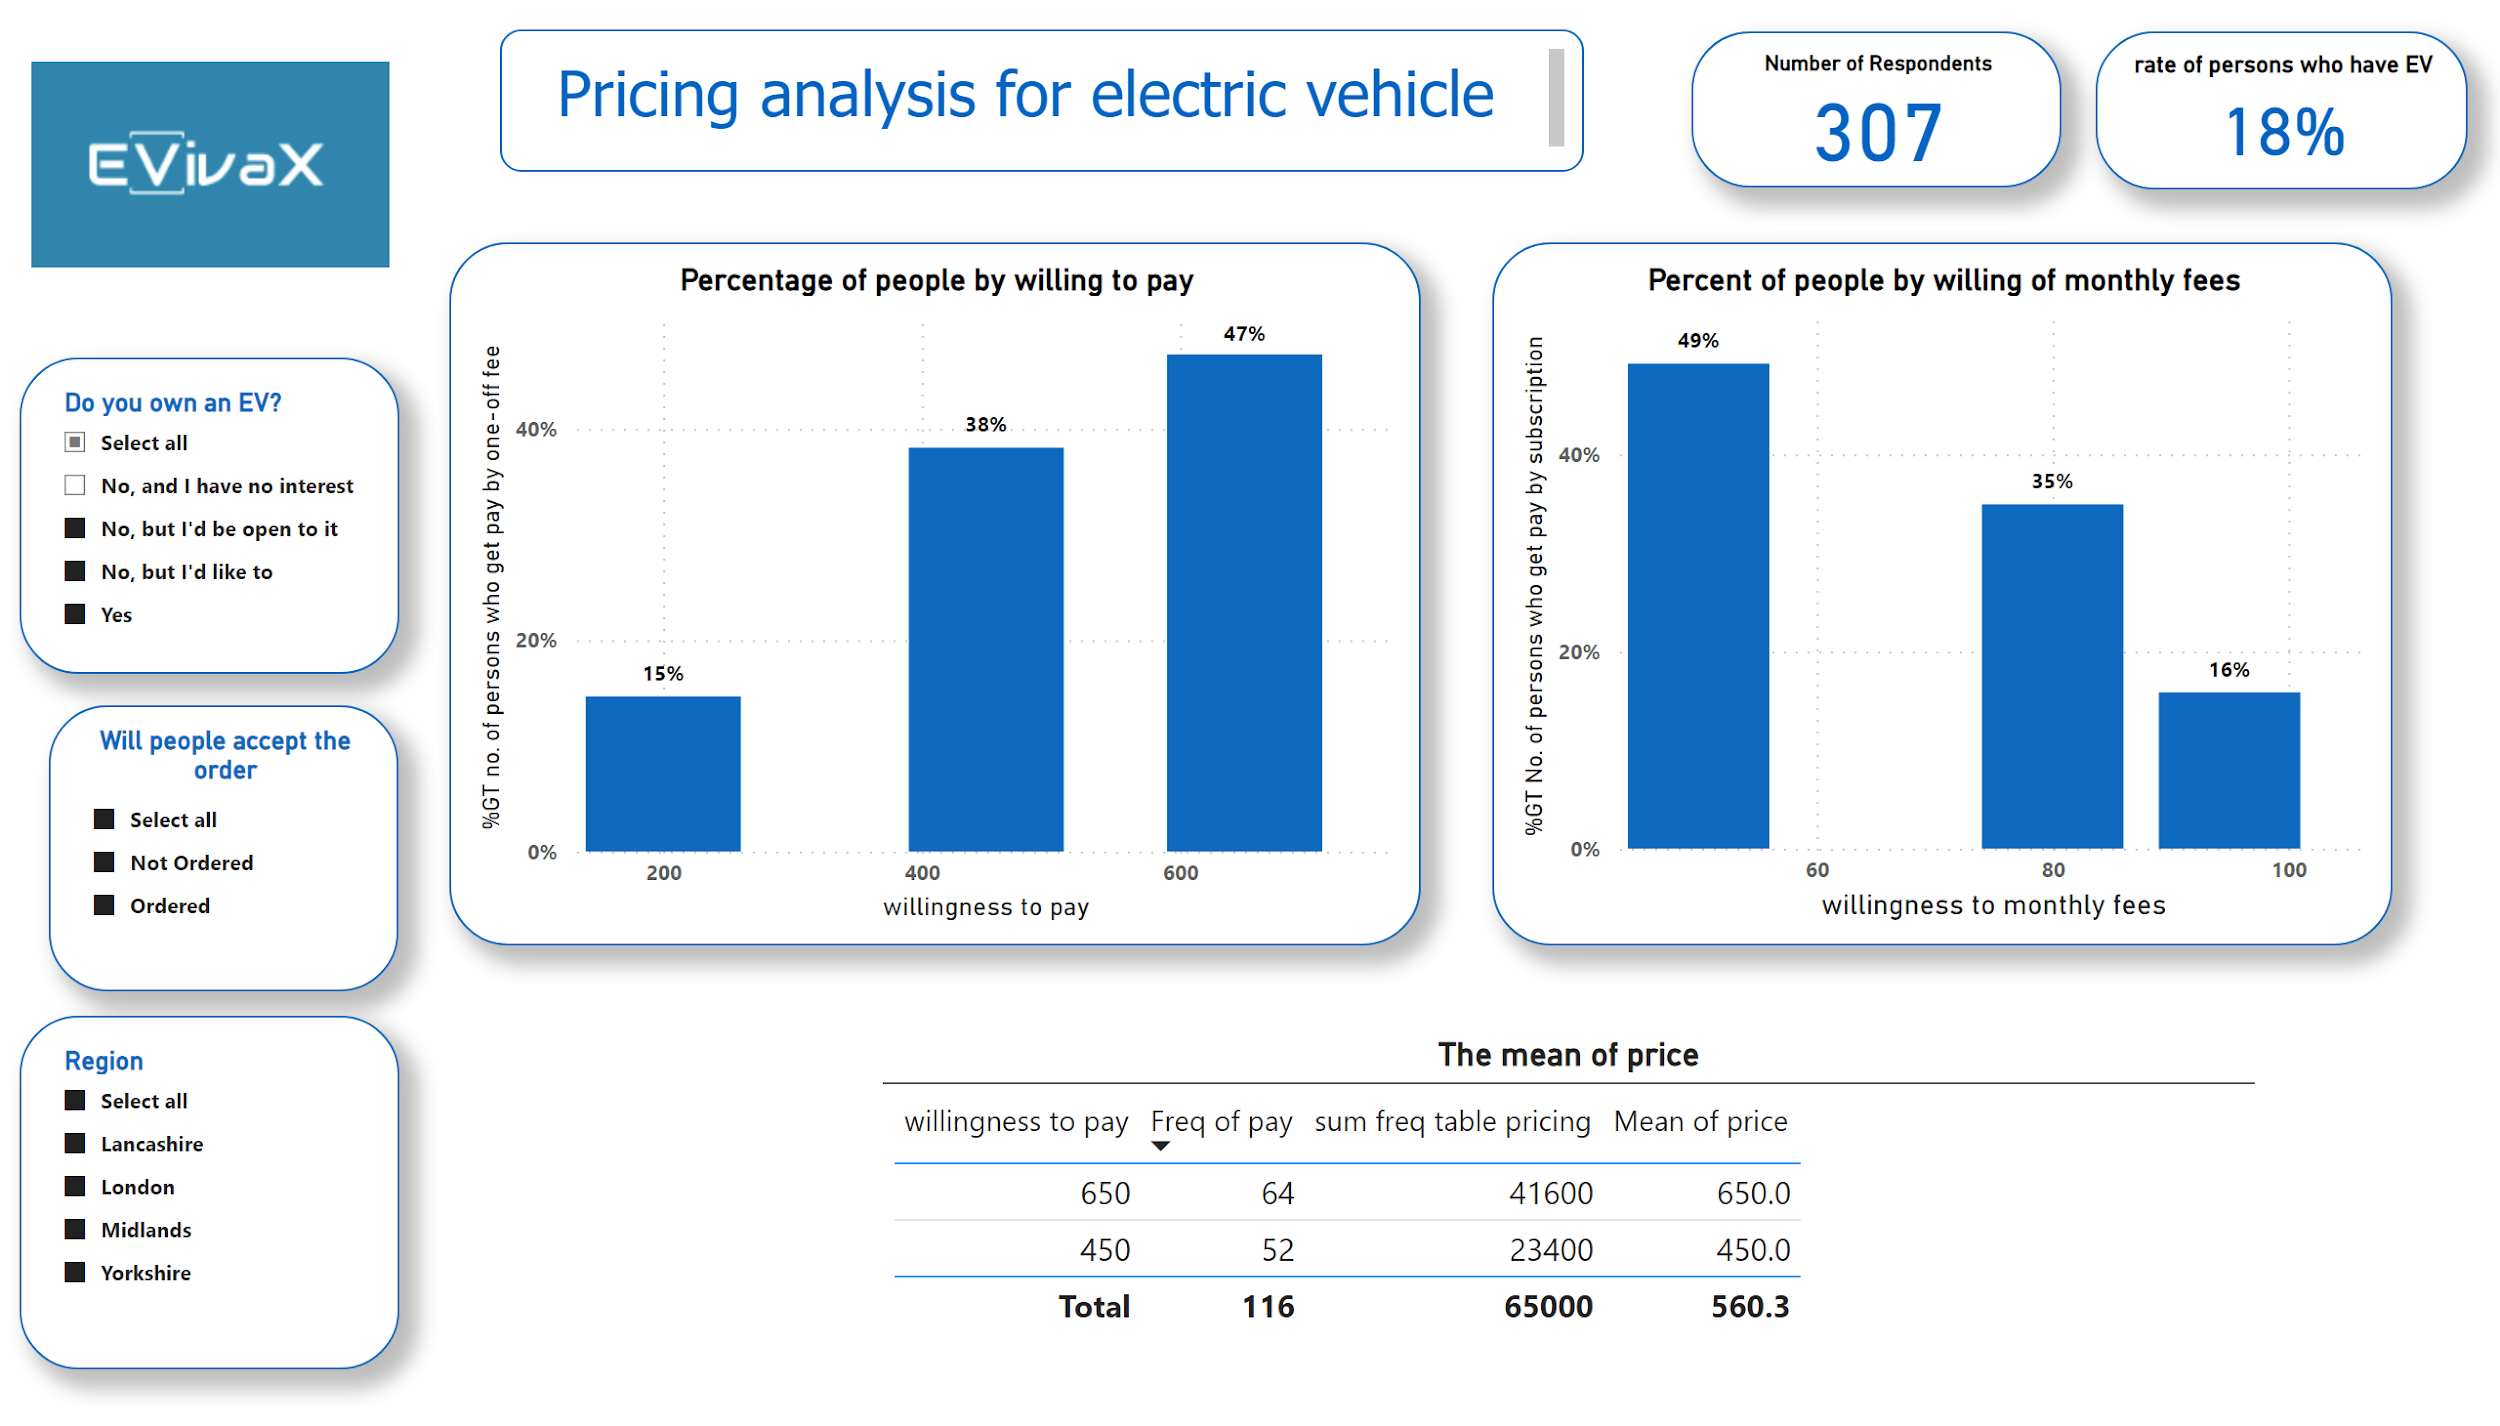 EVivaX
Pricing analysis for electric vehicle
Number of Respondents
307
rate of persons who have EV
18%
Do you own an EV?
Select all
No, and I have no interest
No, but I'd be open to it
No, but I'd like to
Yes
Will people accept the
order
Select all
Not Ordered
Ordered
Region
Select all
Lancashire
London
Midlands
Yorkshire
Percentage of people by willing to pay
%GT no. of persons who get pay by one-off fee
40%
20%
0%
15%
38%
47%
200 400 600
willingness to pay
Percent of people by willing of monthly fees
%GT No. of persons who get pay by subscription
40%
20%
0%
49%
35%
16%
60 80 100
willingness to monthly fees
The mean of price
willingness to pay Freq of pay sum freq table pricing Mean of price
650 64 41600 650.0
450 52 23400 450.0
Total 116 65000 560.3